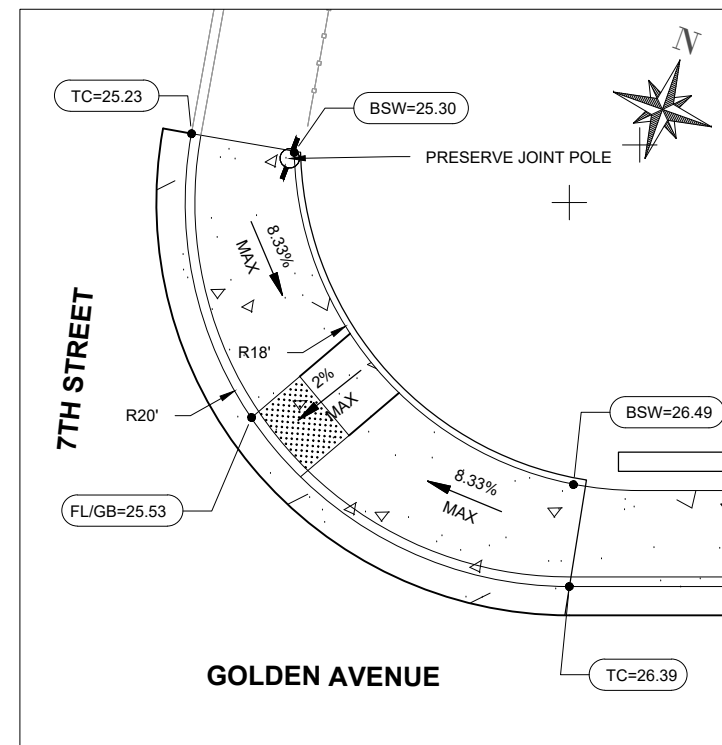 N
TC=25.23
BSW=25.30
PRESERVE JOINT POLE
8.33%
MAX
7TH STREET
R18'
2%
MAX
R20'
BSW=26.49
8.33%
MAX
FL/GB=25.53
GOLDEN AVENUE
TC=26.39